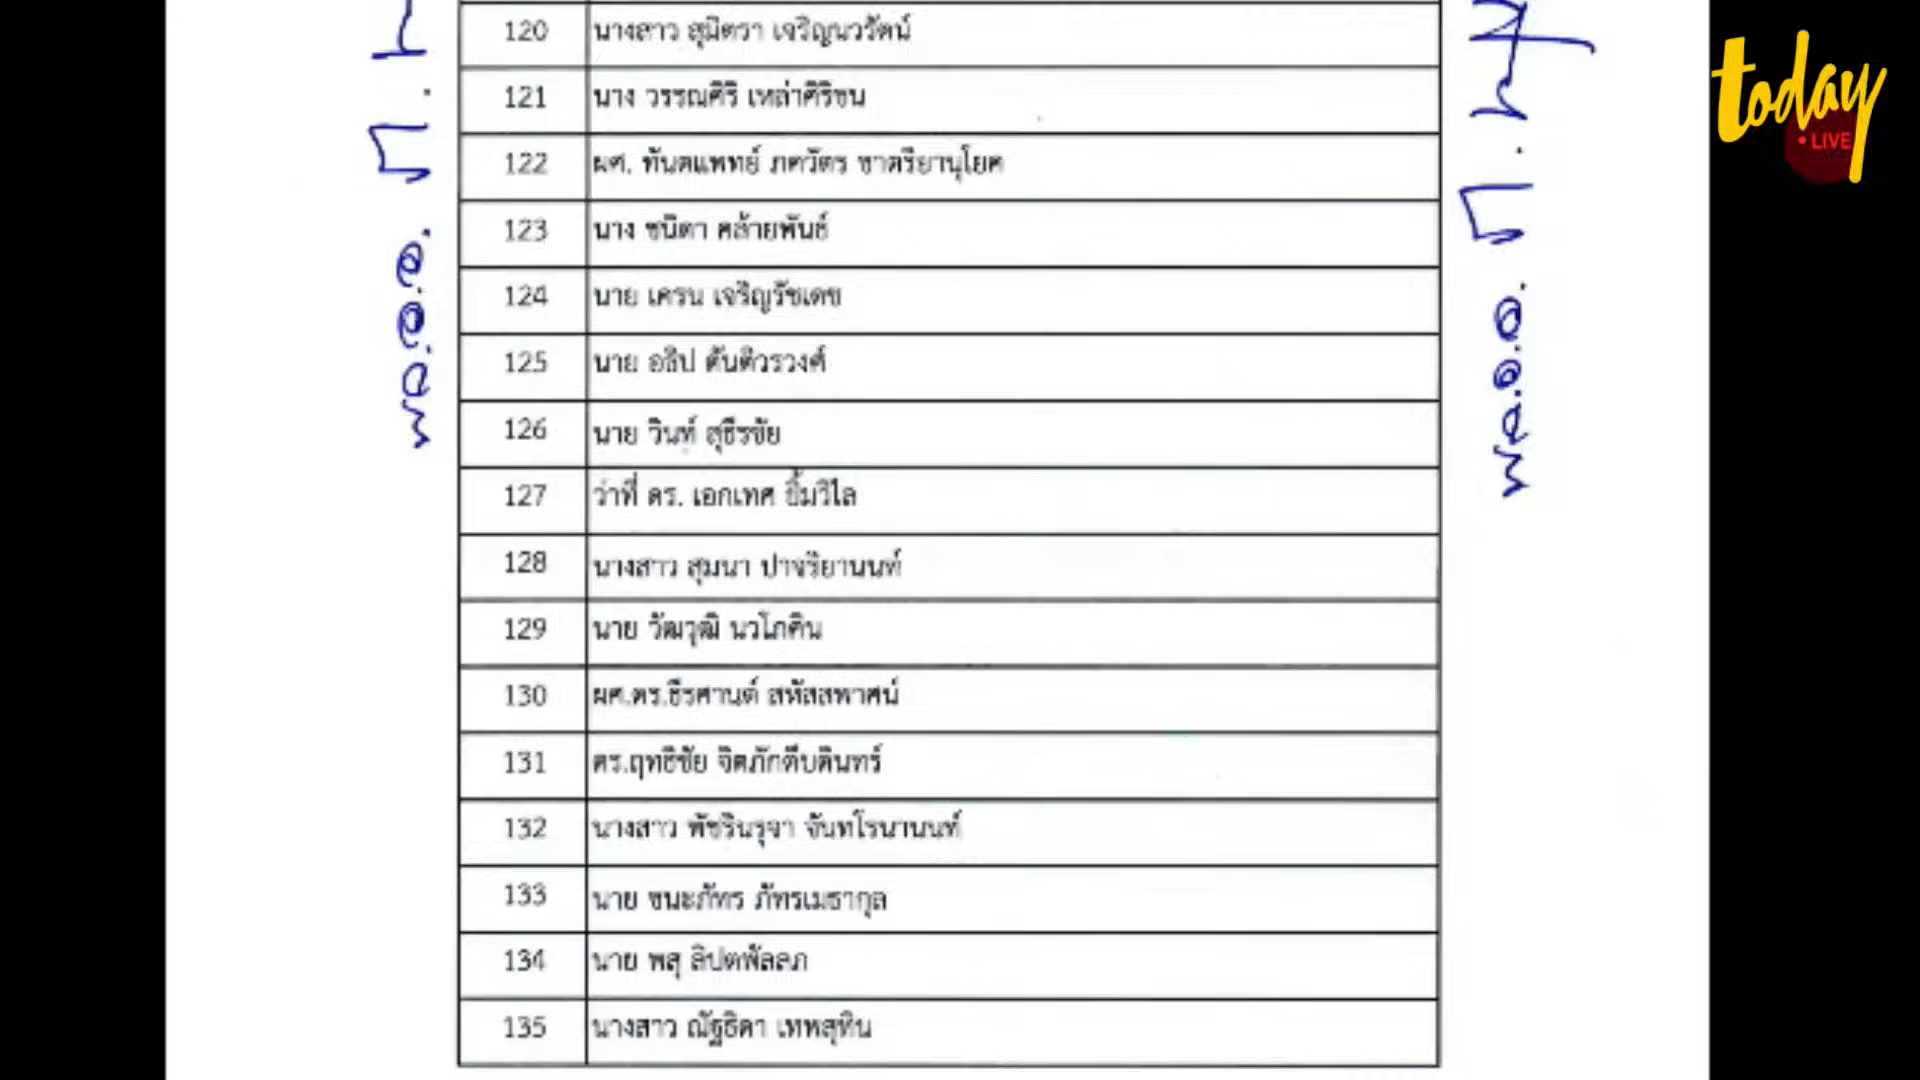 120 นางสาว สุมิตรา เจริญนวรัตน์
121 นาง วรรณศิริ เหล่าศิริชน
122 ผศ. ทันตแพทย์ ภควัตร ชาตริยานุโยค
123 นาง ชนิดา คล้ายพันธ์
124 นาย เดรน เจริญรัชเดช
125 นาย อธิป ตันติวรวงศ์
126 นาย วินท์ สุธีรชัย
127 ว่าที่ ดร. เอกเทศ ยิ้มวิไล
128 นางสาว สุมนา ปาจริยานนท์
129 นาย วัฒวุฒิ นวโภคิน
130 ผศ.ดร.ธีรศานต์ สหัสสพาศน์
131 ดร.ฤทธิชัย จิตภักดีบดินทร์
132 นางสาว พัชรินรุจา จันทโรนานนท์
133 นาย ชนะภัทร ภัทรเมธากุล
134 นาย พสุ ลิปตพัลลภ
135 นางสาว ณัฐธิดา เทพสุทิน
พล.อ.อ.
พล.อ.อ.
today
LIVE